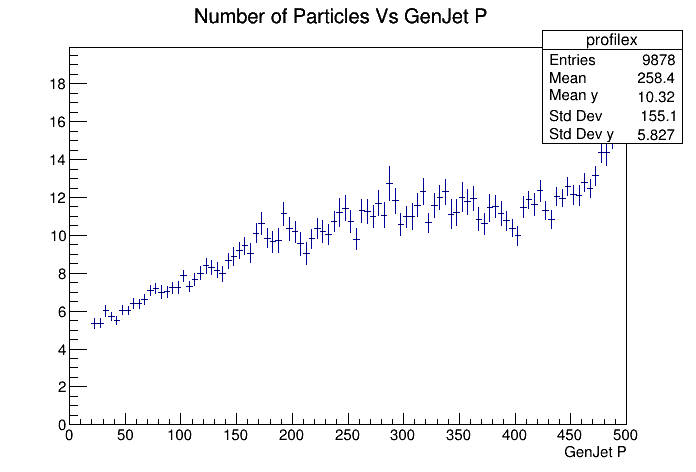 Number of Particles Vs GenJet P
profilex
Entries 9878
Mean 258.4
Mean y 10.32
Std Dev 155.1
Std Dev y 5.827
18
16
14
12
10
8
6
4
2
0
0 50 100 150 200 250 300 350 400 450 500
GenJet P